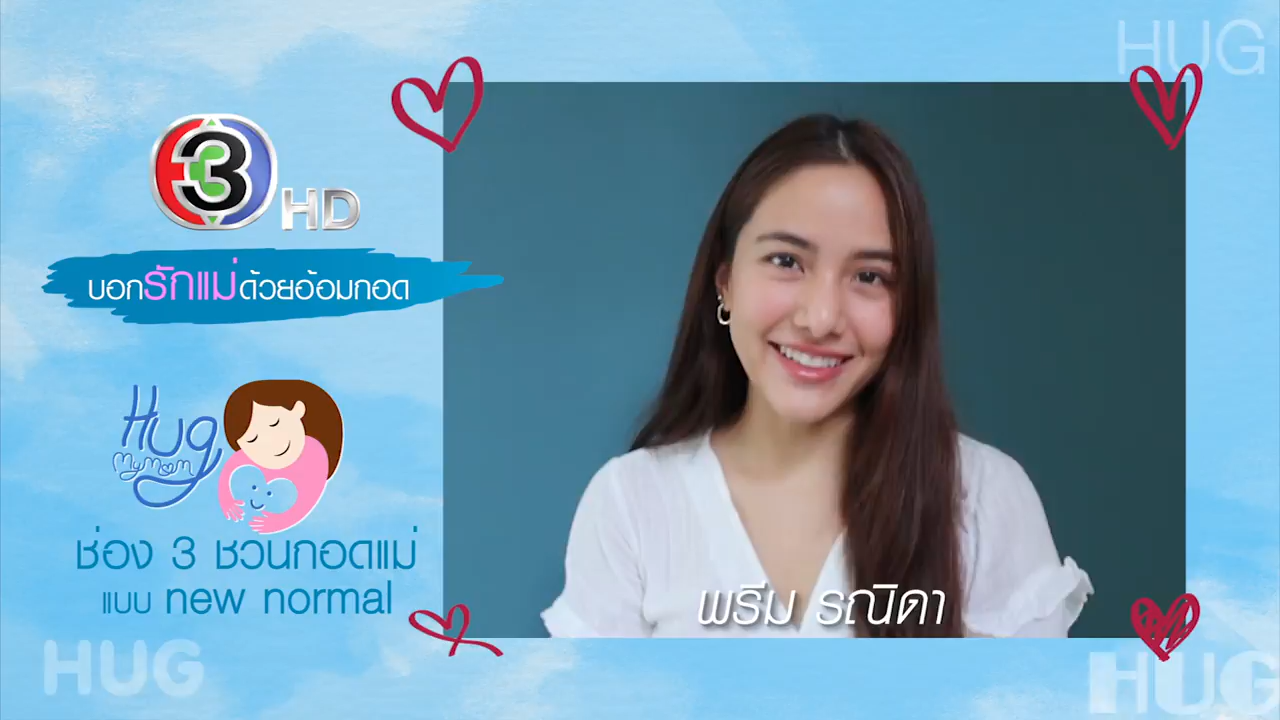 HUG
3 HD
บอกรักแม่ด้วยอ้อมกอด
Hug
My Mom
ช่อง 3 ชวนกอดแม่
แบบ new normal
พรีม รณิดา
HUG
HUG